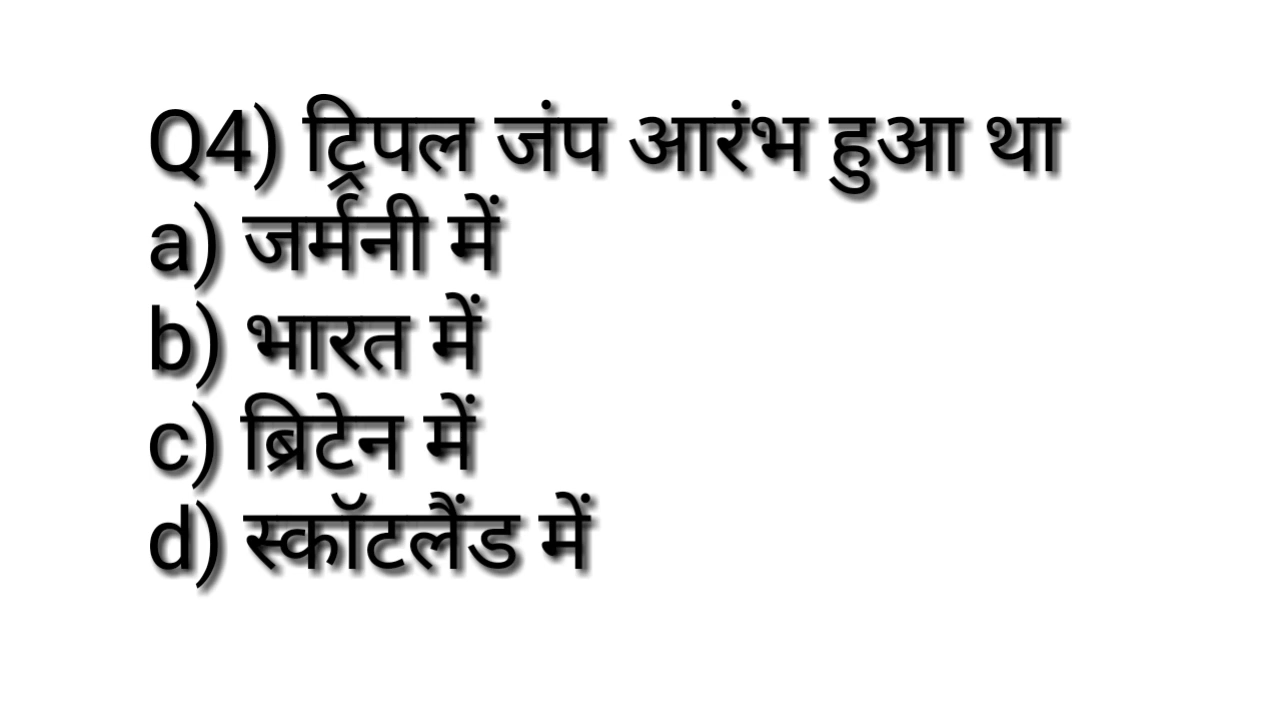 Q4) ट्रिपल जंप आरंभ हुआ था
a) जर्मनी में
b) भारत में
c) ब्रिटेन में
d) स्कॉटलैंड में